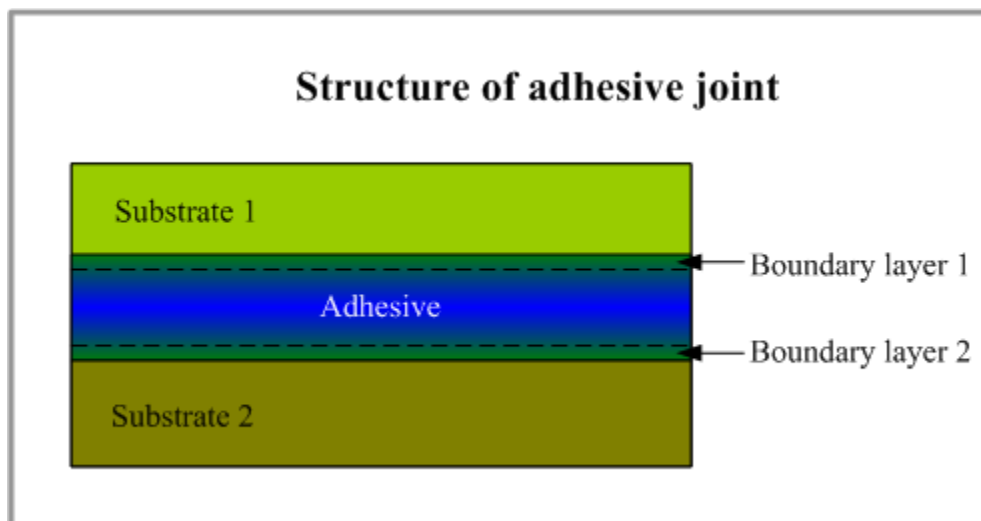 Structure of adhesive joint
Substrate 1
Boundary layer 1
Adhesive
Boundary layer 2
Substrate 2